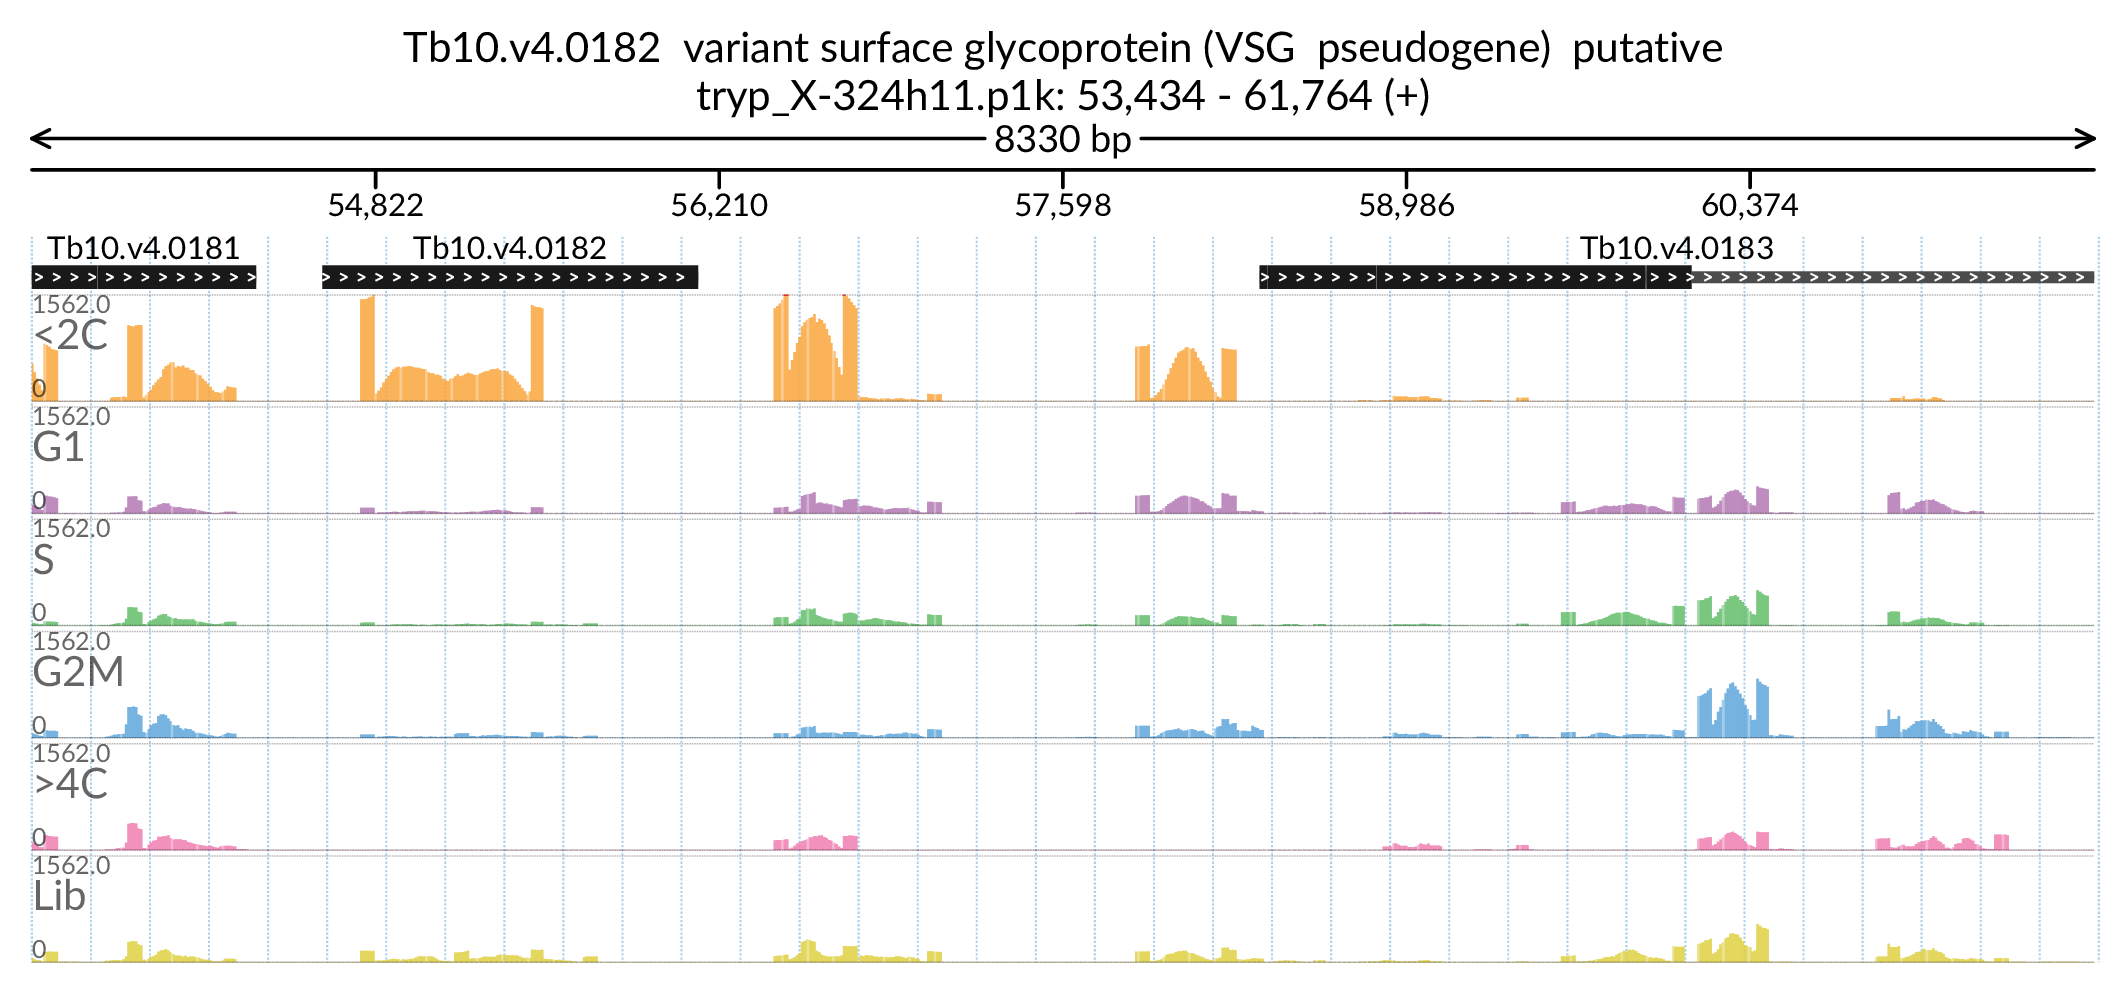 Tb10.v4.0182 variant surface glycoprotein (VSG pseudogene) putative
tryp_X-324h11.p1k: 53,434 - 61,764 (+)
8330 bp
54,822 56,210 57,598 58,986 60,374
Tb10.v4.0181 Tb10.v4.0182 Tb10.v4.0183
1562.0
<2C
0
1562.0
G1
0
1562.0
S
0
1562.0
G2M
0
1562.0
>4C
0
1562.0
Lib
0